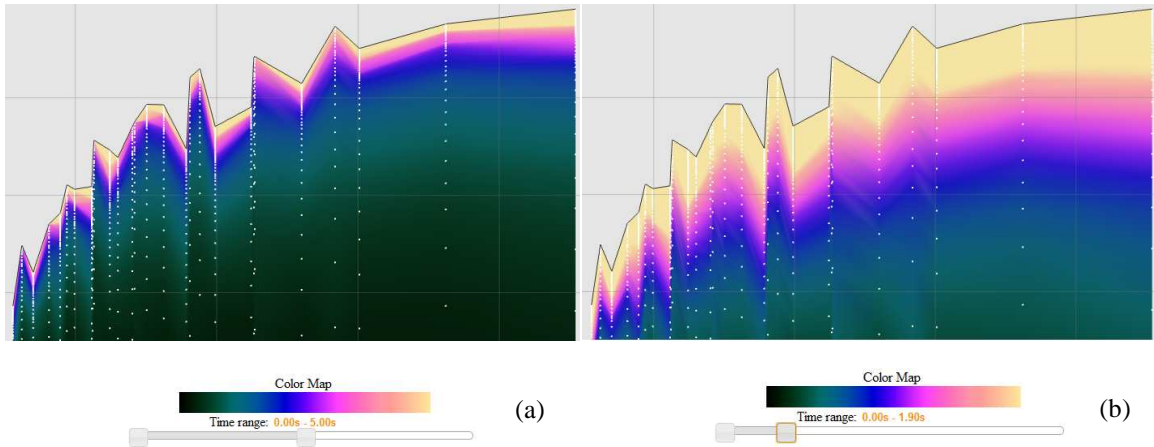 Color Map
Time range: 0.00s - 5.00s
(a)
Color Map
Time range: 0.00s - 1.90s
(b)